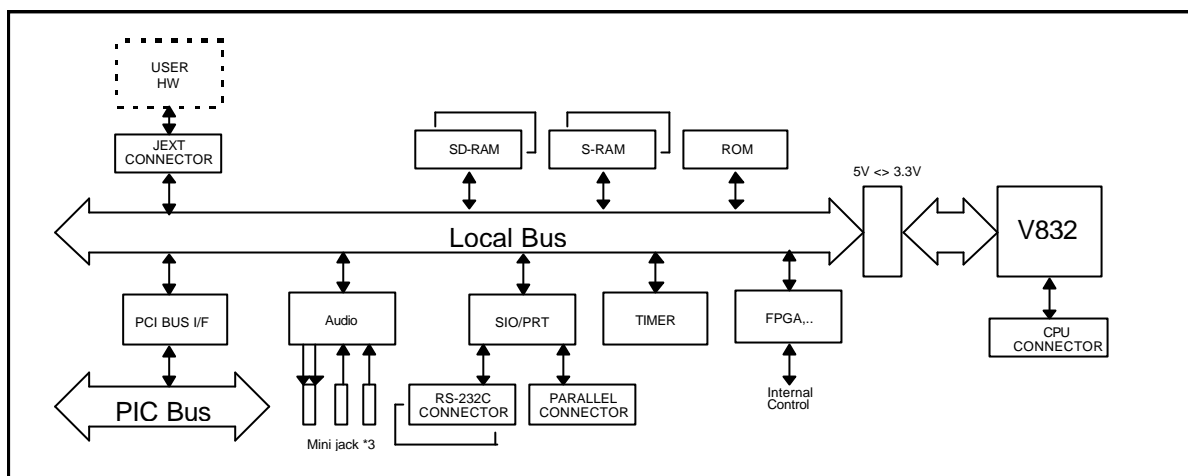 USER
HW
JEXT
CONNECTOR
SD-RAM
S-RAM
ROM
5V <> 3.3V
V832
Local Bus
CPU
CONNECTOR
PCI BUS I/F
Audio
SIO/PRT
TIMER
FPGA,..
PIC Bus
Mini jack *3
RS-232C
CONNECTOR
PARALLEL
CONNECTOR
Internal
Control